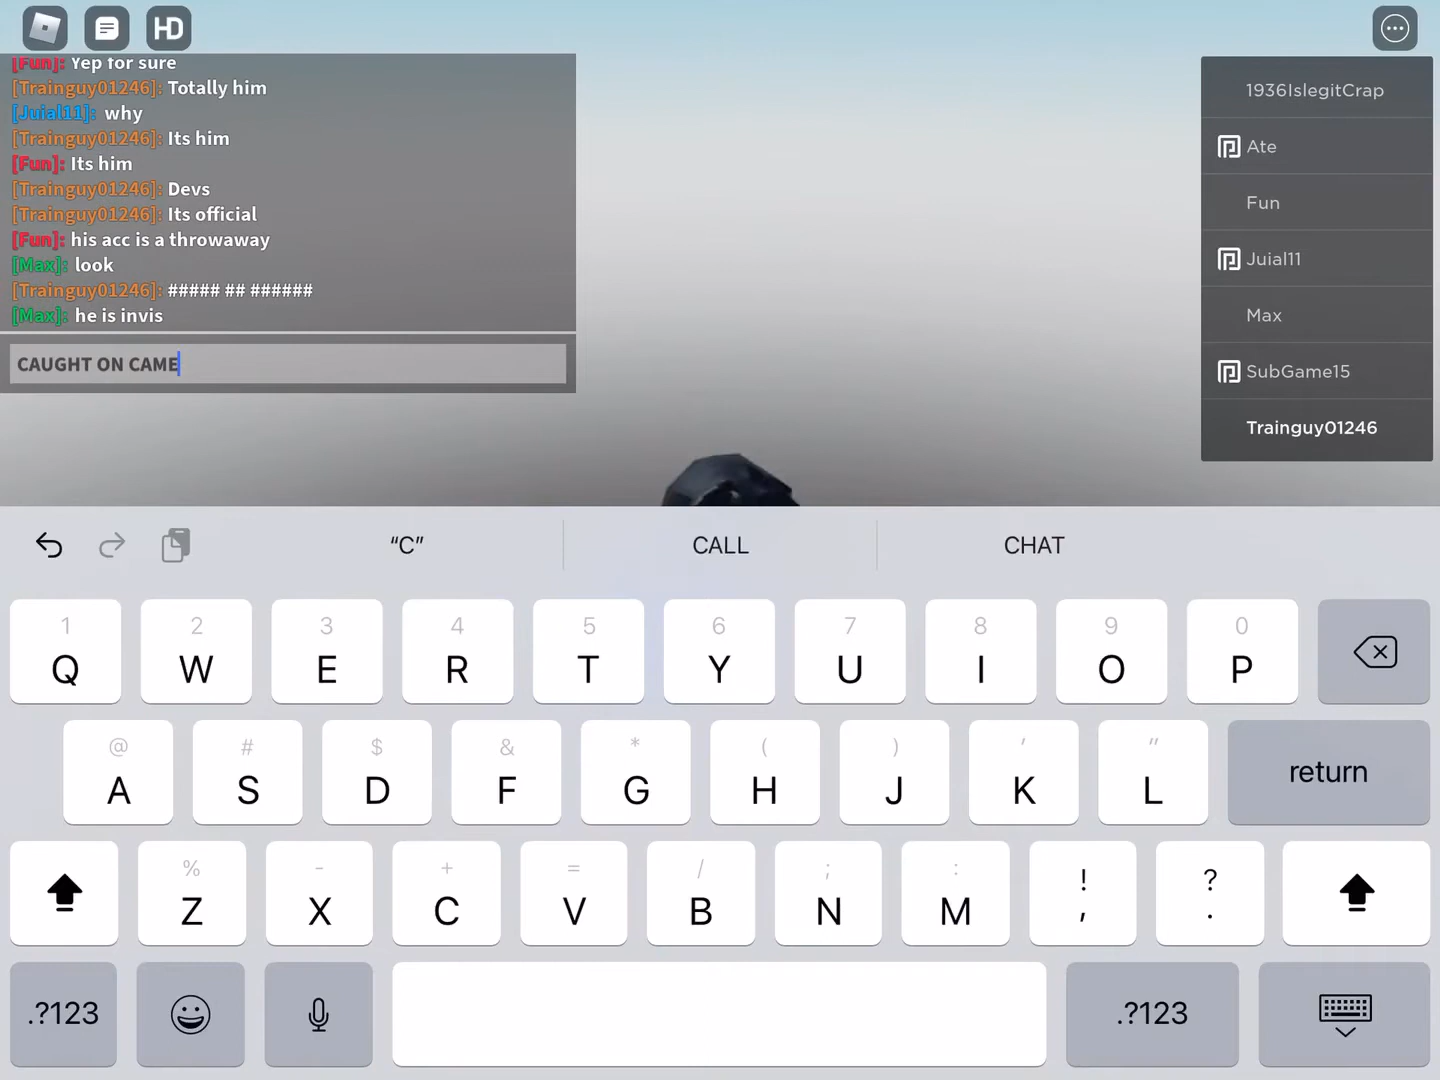 HD
[Fun]: Yep for sure
[Trainguy01246]: Totally him
[Juial11]: why
[Trainguy01246]: Its him
[Fun]: Its him
[Trainguy01246]: Devs
[Trainguy01246]: Its official
[Fun]: his acc is a throwaway
[Max]: look
[Trainguy01246]: ##### ## ######
[Max]: he is invis
CAUGHT ON CAME
1936IslegitCrap
Ate
Fun
Juial11
Max
SubGame15
Trainguy01246
“C” CALL CHAT
1 2 3 4 5 6 7 8 9 0
Q W E R T Y U I O P
@ # $ & * ( ) ' "
A S D F G H J K L return
% - + = / ; : ! ?
Z X C V B N M , .
.?123 .?123